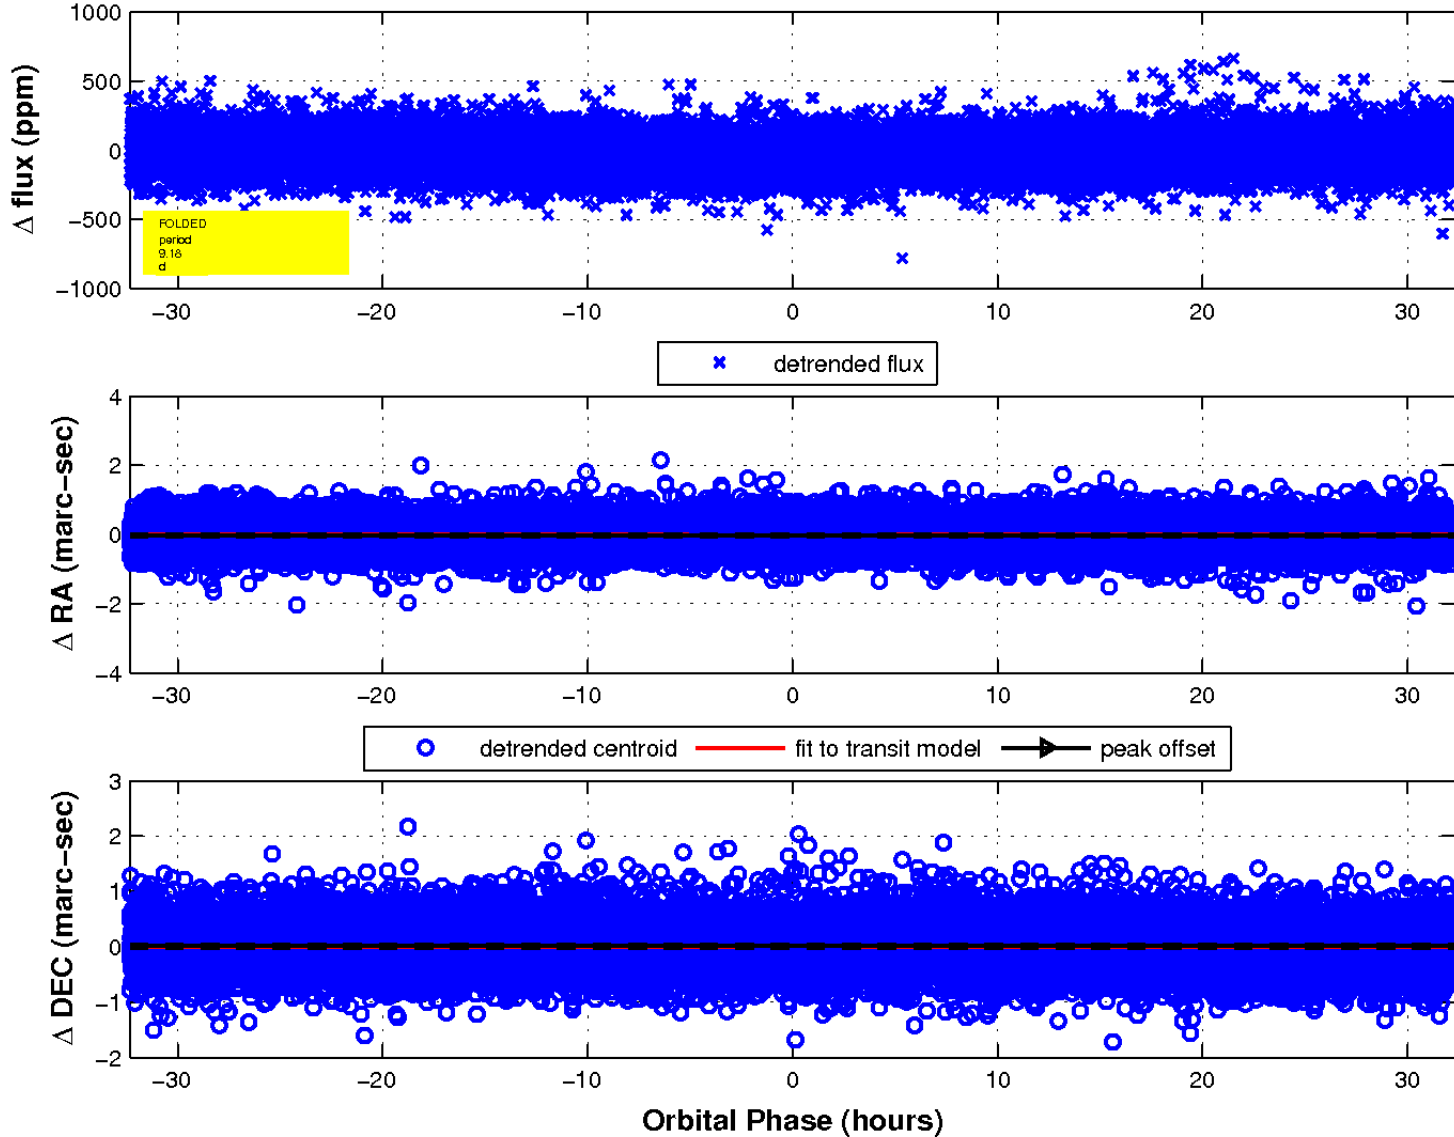 1000
500
0
−500
−1000
Δ flux (ppm)
FOLDED
period
9.18
d
−30 −20 −10 0 10 20 30
detrended flux
4
2
0
−2
−4
Δ RA (marc−sec)
−30 −20 −10 0 10 20 30
detrended centroid fit to transit model peak offset
3
2
1
0
−1
−2
Δ DEC (marc−sec)
−30 −20 −10 0 10 20 30
Orbital Phase (hours)